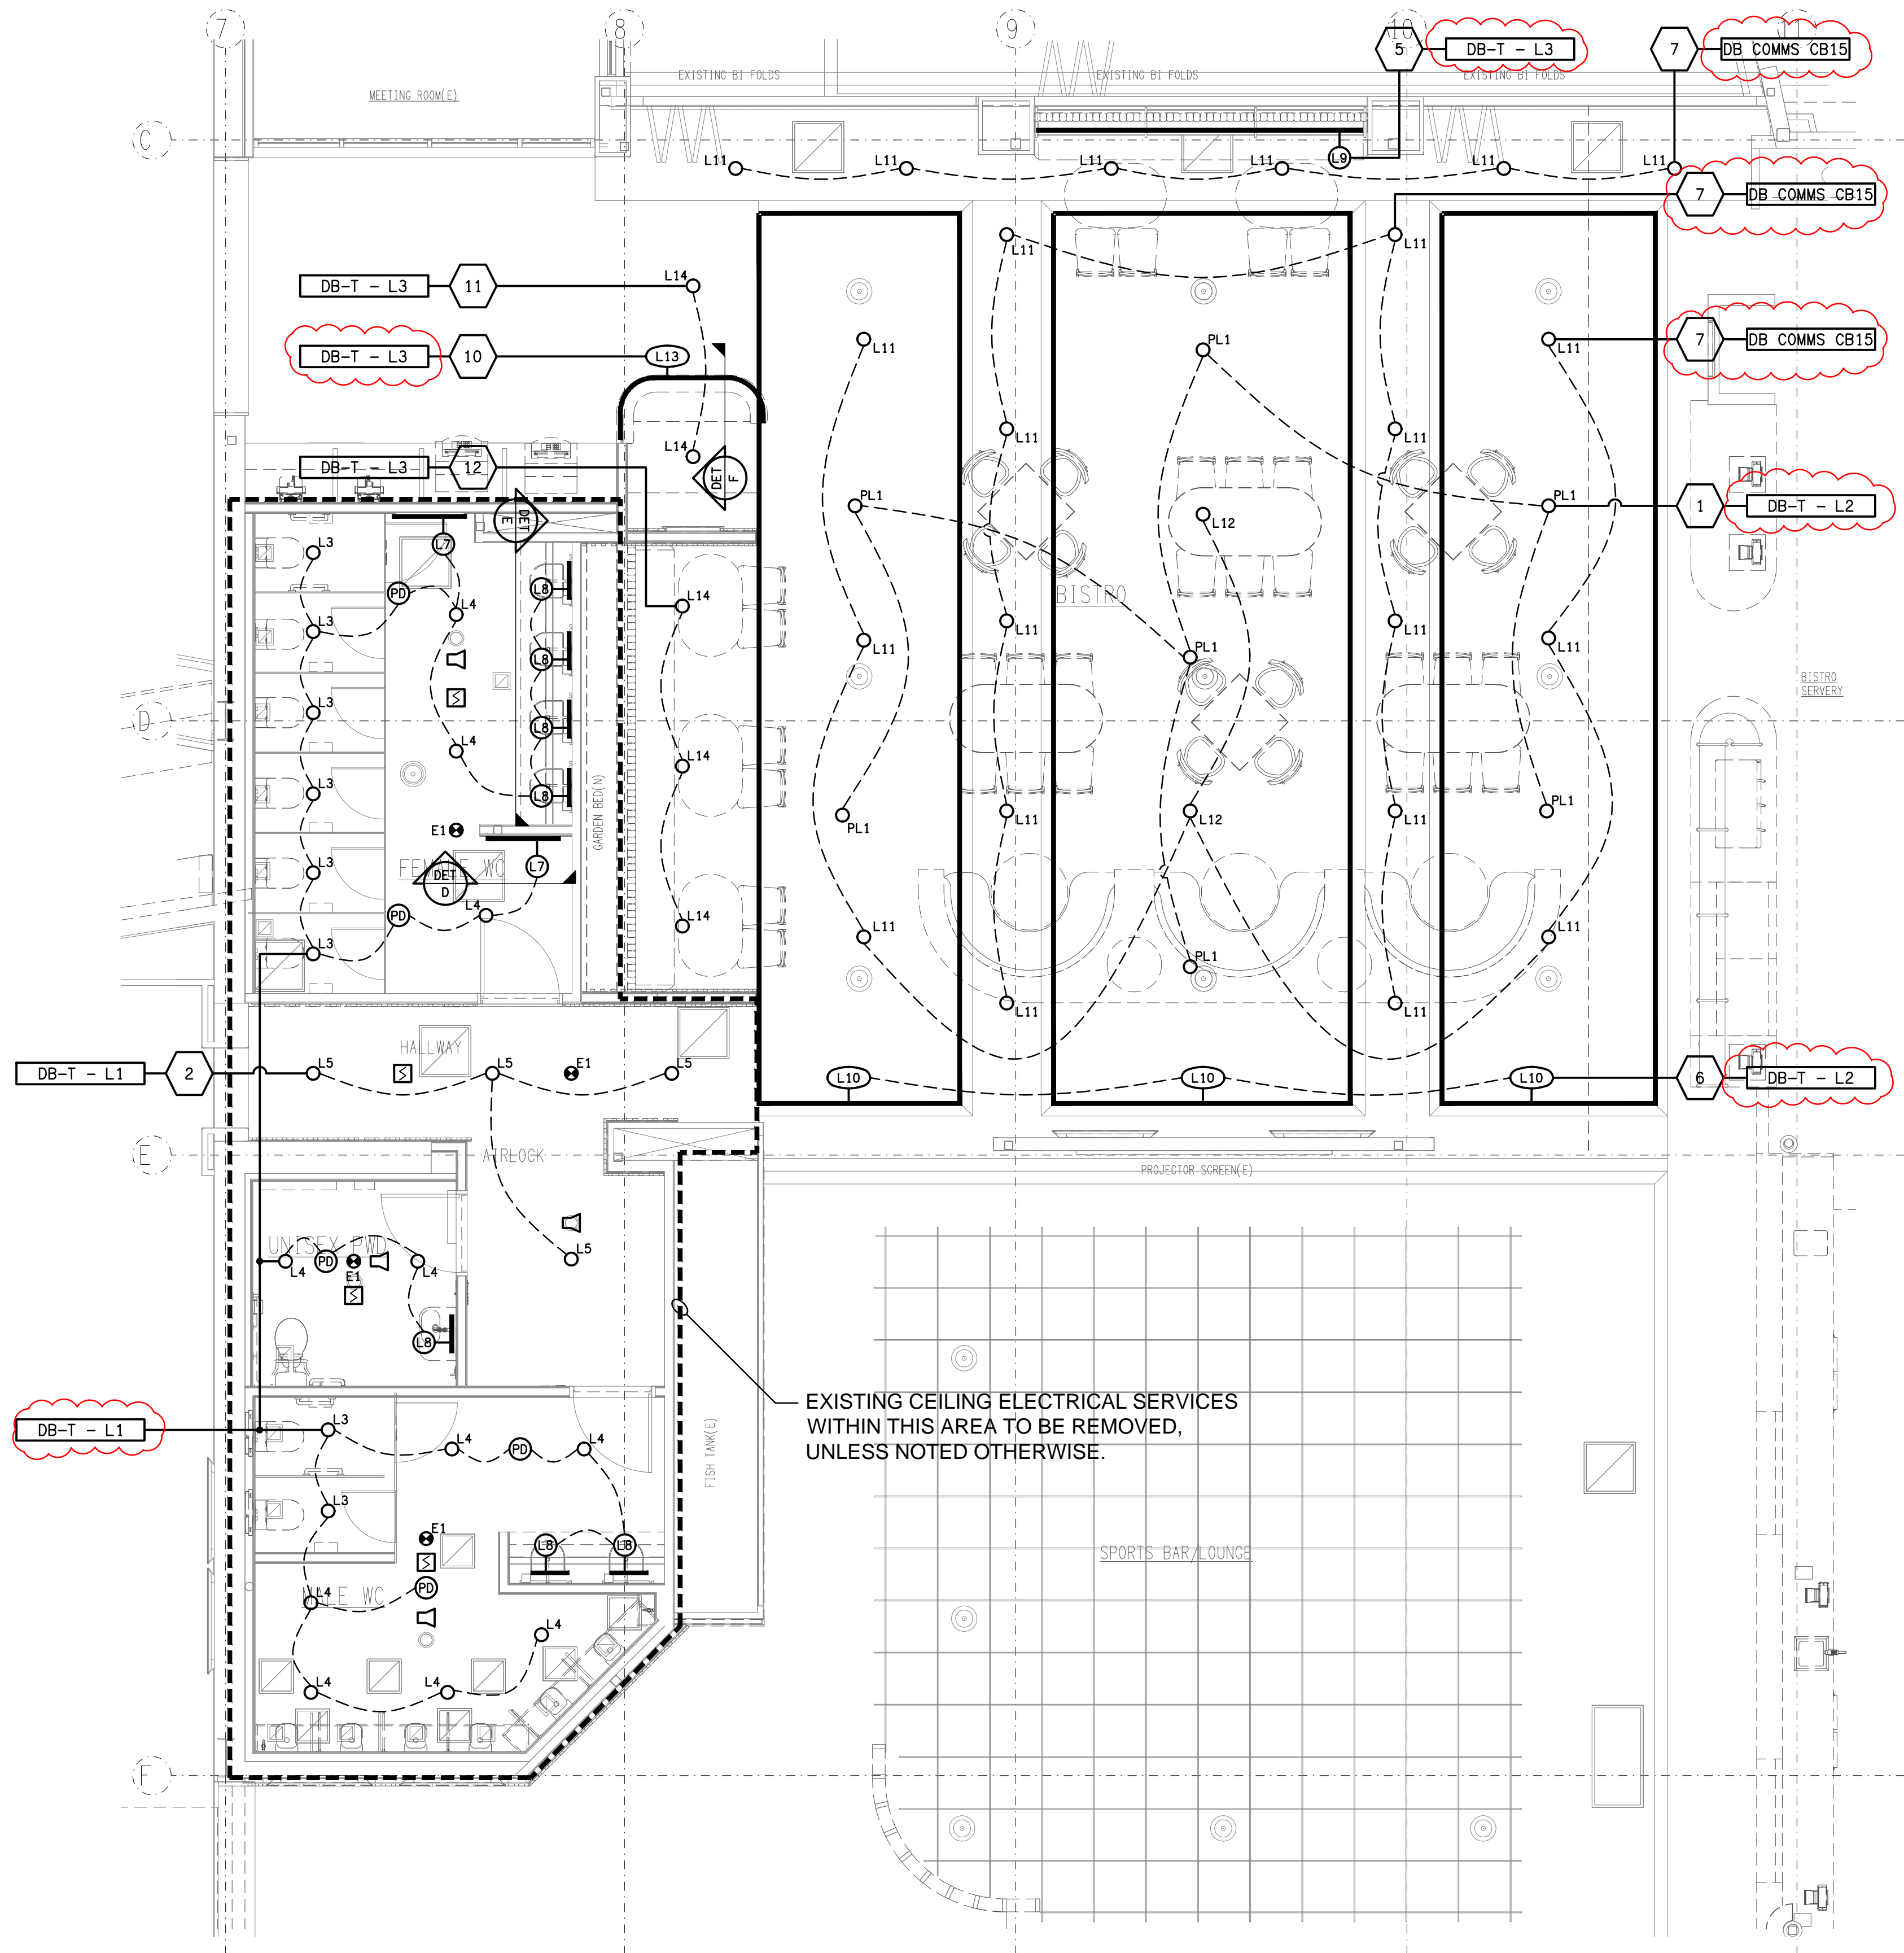 7
8
9
10
11
5
DB-T - L3
7
DB COMMS CB15
EXISTING BI FOLDS
EXISTING BI FOLDS
EXISTING BI FOLDS
MEETING ROOM(E)
C
L11
L11
L11
L11
L9
L11
L11
7
DB COMMS CB15
L11
L11
DB-T - L3
11
L14
DB-T - L3
10
L13
L11
PL1
L11
7
DB COMMS CB15
L11
L11
DB-T - L3
12
L14
DET
F
PL1
L12
PL1
1
DB-T - L2
DET
E
L3
L7
PD
L4
L8
L14
BISTRO
L3
L11
L11
L11
L11
L8
PL1
BISTRO
SERVERY
L3
D
L4
L8
L14
L3
L8
GARDEN BED(N)
PL1
L11
L12
L11
PL1
E1
L3
FEMALE WC
DET
D
L7
PD
L4
L14
L3
L11
L11
PL1
L11
L11
HALLWAY
DB-T - L1
2
L5
L5
E1
L5
L10
L10
L10
6
DB-T - L2
E
AIRLOCK
PROJECTOR SCREEN(E)
UNISEX PWD
L4
PD
E1
L4
L5
L8
EXISTING CEILING ELECTRICAL SERVICES
WITHIN THIS AREA TO BE REMOVED,
UNLESS NOTED OTHERWISE.
DB-T - L1
L3
L4
PD
L4
FISH TANK(E)
L3
E1
L8
L8
SPORTS BAR/LOUNGE
PD
L4
MALE WC
L4
L4
L4
F